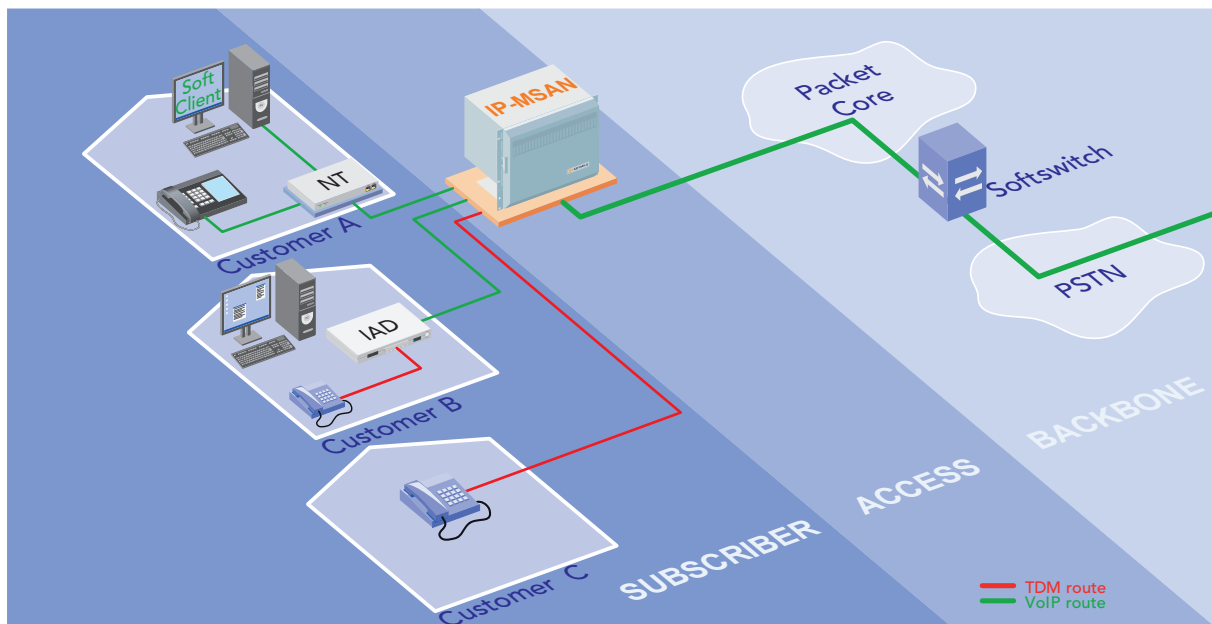 Soft
Client
NT
Customer A
IP-MSAN
Packet
Core
Softswitch
PSTN
IAD
Customer B
Customer C
SUBSCRIBER
ACCESS
BACKBONE
TDM route
VoIP route